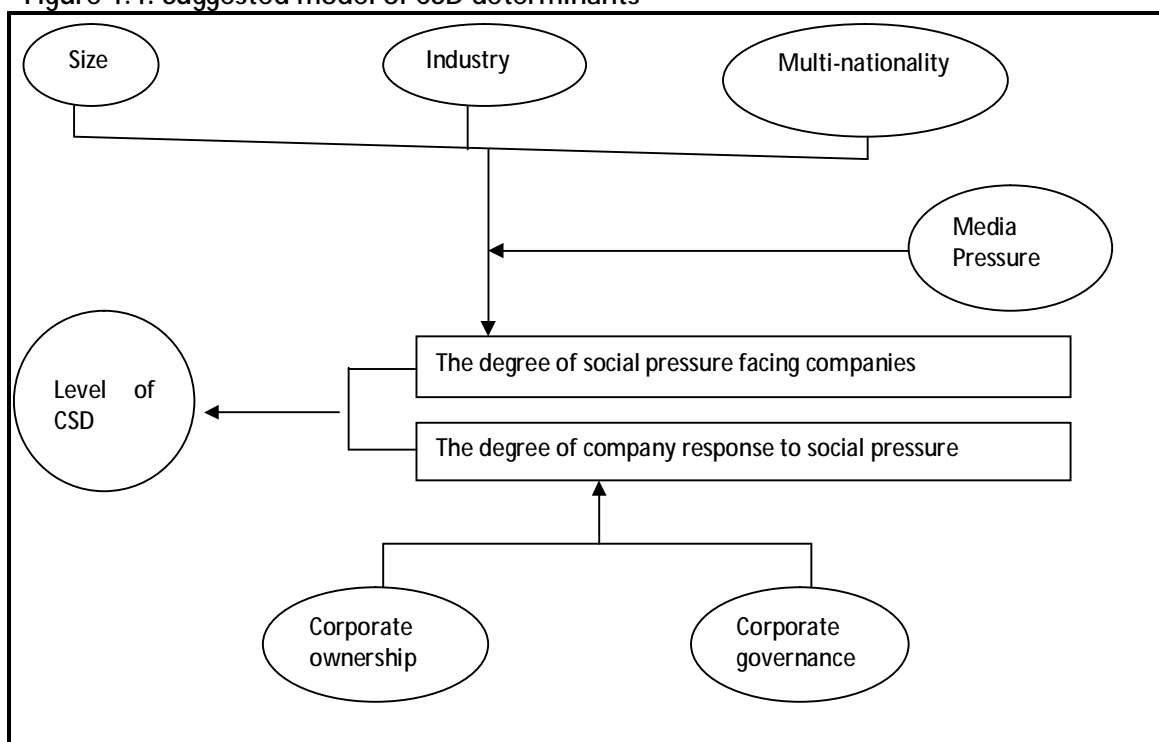 Figure 1.1: Suggested model of CSD determinants
Size
Industry
Multi-nationality
Media
Pressure
The degree of social pressure facing companies
Level of
CSD
The degree of company response to social pressure
Corporate
ownership
Corporate
governance